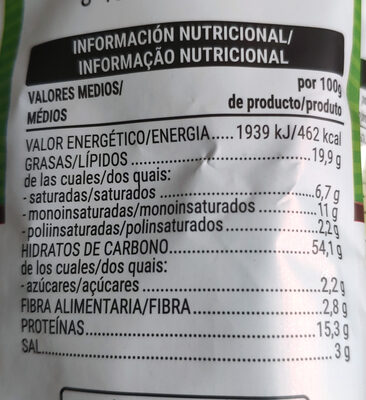 INFORMACIÓN NUTRICIONAL/
INFORMAÇÃO NUTRICIONAL
VALORES MEDIOS/
MÉDIOS
por 100g
de producto/produto
VALOR ENERGÉTICO/ENERGIA.....1939 kJ/462 kcal
GRASAS/LÍPIDOS..............................19,9 g
de las cuales/dos quais:
-saturadas/saturados..........................6,7 g
-monoinsaturadas/monoinsaturados..............11 g
-poliinsaturadas/polinsaturados...............2,2g
HIDRATOS DE CARBONO...........................54,1 g
de los cuales/dos quais:
-azúcares/açúcares............................2,2 g
FIBRA ALIMENTARIA/FIBRA.......................2,8 g
PROTEÍNAS.....................................15,3 g
SAL...........................................3 g